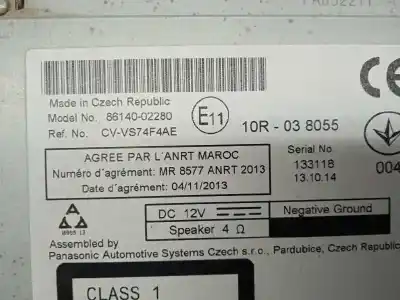 Made in Czech Republic
Model No. 86140-02280
Ref. No. CV-VS74F4AE
E11
10R - 03 8055
AGREE PAR L'ANRT MAROC
Numéro d'agrément: MR 8577 ANRT 2013
Date d'agrément: 04/11/2013
Serial No
133118
13.10.14
004
DC 12V
Negative Ground
Speaker 4 Ω
Assembled by
Panasonic Automotive Systems Czech s.r.o., Pardubice, Czech Republic
CLASS 1